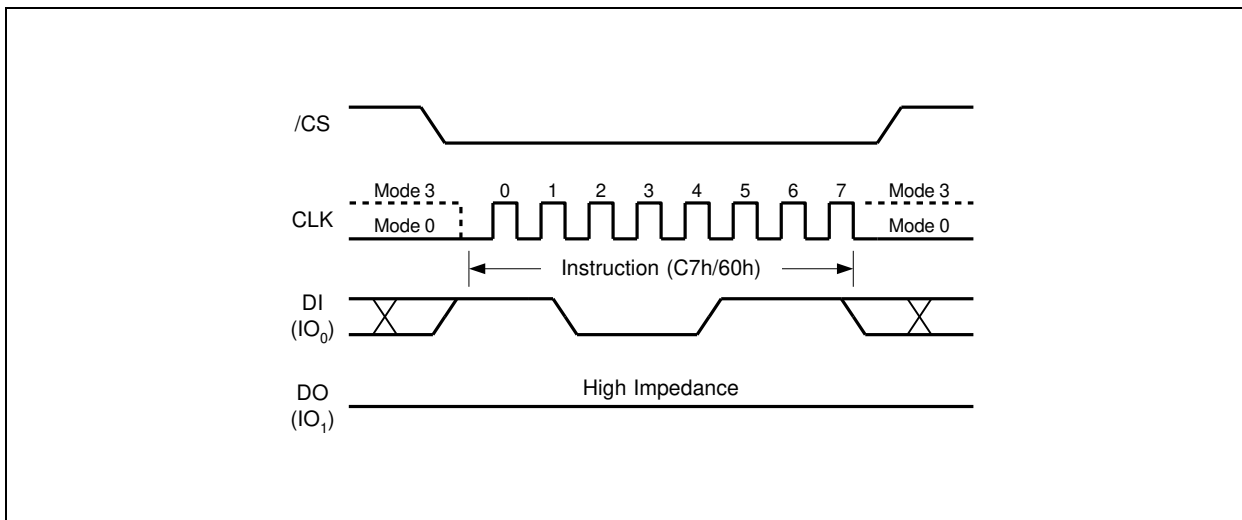 /CS
Mode 3 0 1 2 3 4 5 6 7 Mode 3
CLK
Mode 0 Mode 0
Instruction (C7h/60h)
DI
(IO0)
High Impedance
DO
(IO1)